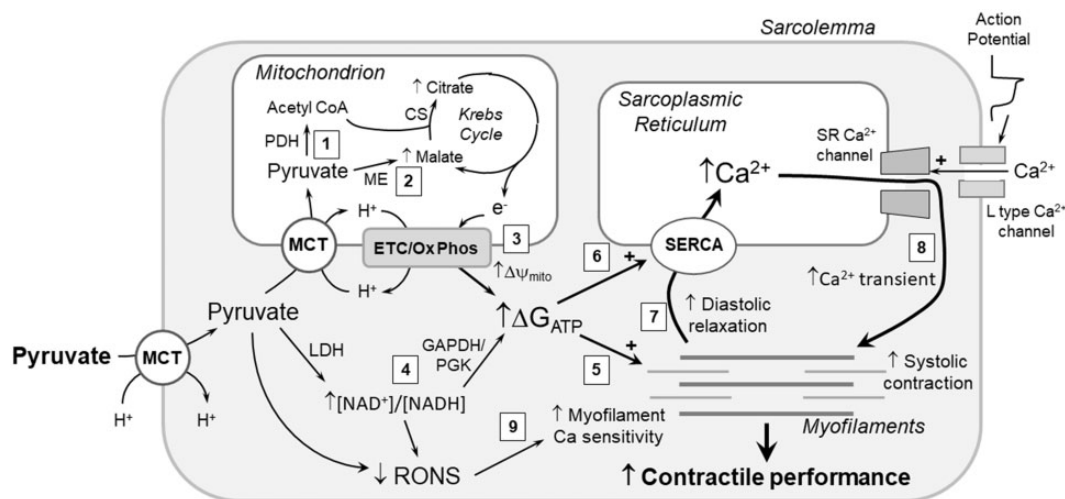 Sarcolemma
Action
Potential
Mitochondrion
↑ Citrate
Acetyl CoA
CS
Krebs
Cycle
PDH
1
↑ Malate
Pyruvate
ME
2
H⁺
e⁻
MCT
ETC/Ox Phos
3
↑Δψmito
H⁺
Sarcoplasmic
Reticulum
SR Ca²⁺
channel
+
Ca²⁺
↑Ca²⁺
L type Ca²⁺
channel
SERCA
8
6
+
↑Ca²⁺ transient
7
↑ Diastolic
relaxation
Pyruvate
↑ΔG_ATP
Pyruvate
MCT
H⁺
H⁺
LDH
4
GAPDH/
PGK
+
5
↑ Systolic
contraction
↑[NAD⁺]/[NADH]
9
↑ Myofilament
Ca sensitivity
Myofilaments
↓ RONS
↑ Contractile performance